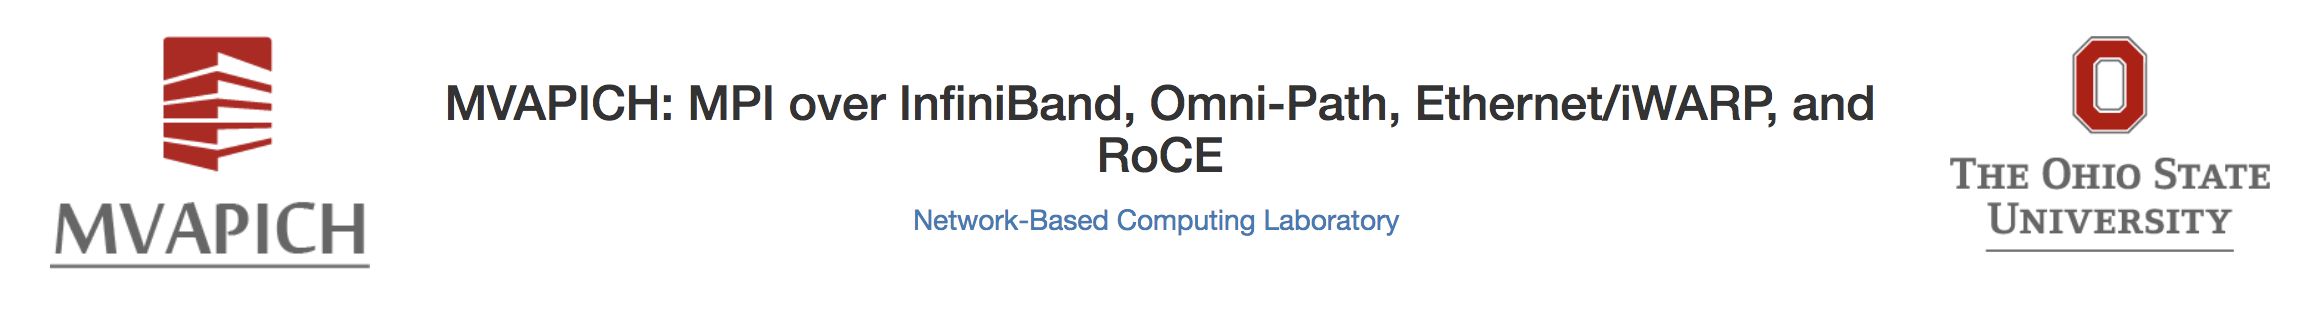 MVAPICH
MVAPICH: MPI over InfiniBand, Omni-Path, Ethernet/iWARP, and
RoCE
Network-Based Computing Laboratory
O
THE OHIO STATE
UNIVERSITY